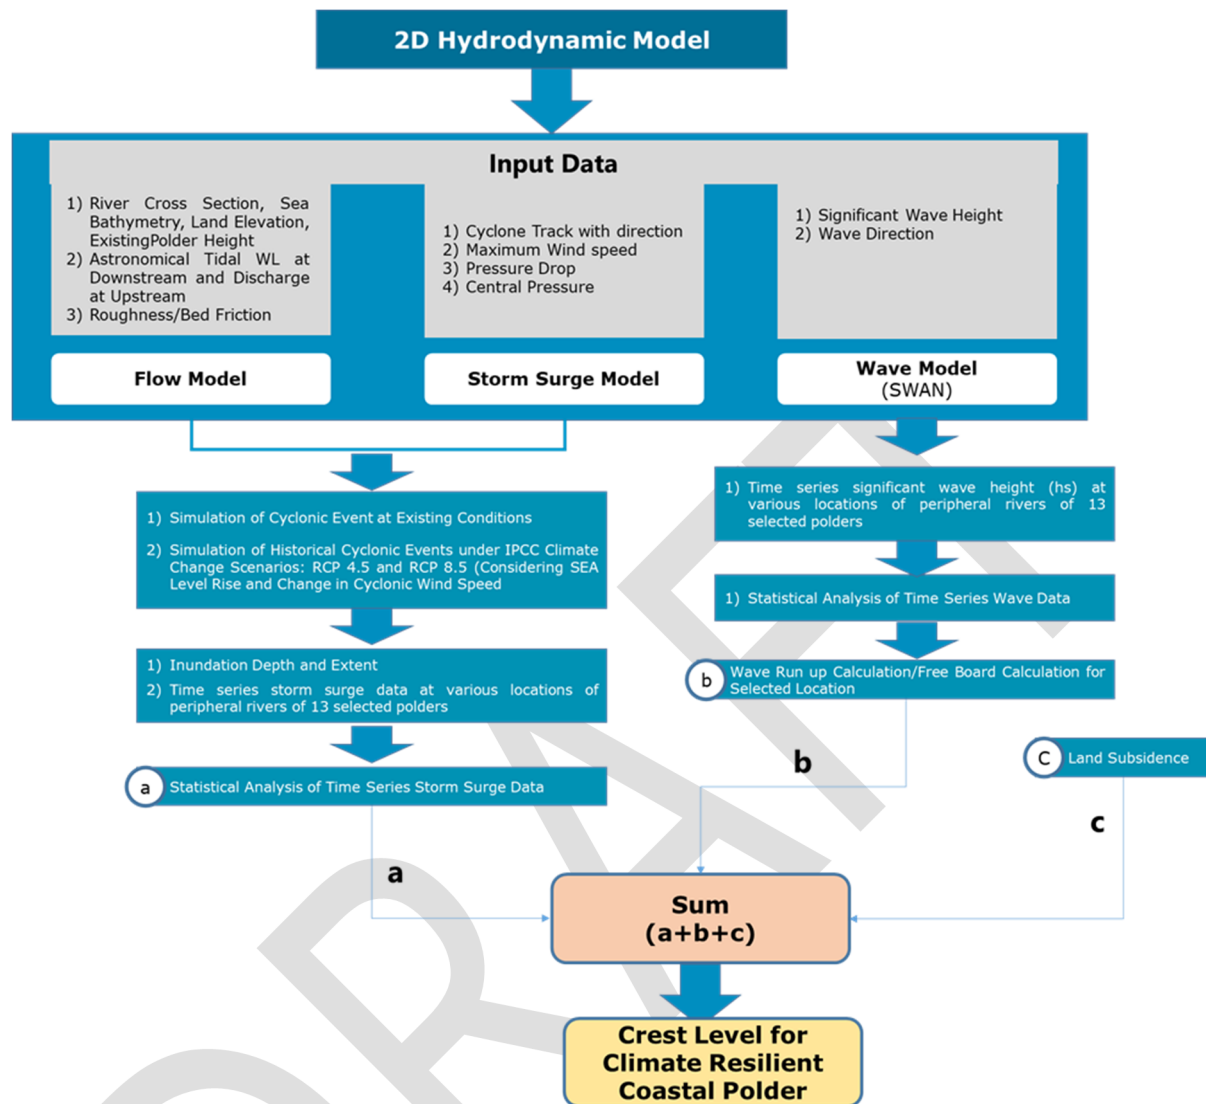 2D Hydrodynamic Model
Input Data
1) River Cross Section, Sea
Bathymetry, Land Elevation,
ExistingPolder Height
2) Astronomical Tidal WL at
Downstream and Discharge
at Upstream
3) Roughness/Bed Friction
1) Cyclone Track with direction
2) Maximum Wind speed
3) Pressure Drop
4) Central Pressure
1) Significant Wave Height
2) Wave Direction
Flow Model
Storm Surge Model
Wave Model
(SWAN)
1) Simulation of Cyclonic Event at Existing Conditions
2) Simulation of Historical Cyclonic Events under IPCC Climate
Change Scenarios: RCP 4.5 and RCP 8.5 (Considering SEA
Level Rise and Change in Cyclonic Wind Speed
1) Inundation Depth and Extent
2) Time series storm surge data at various locations of
peripheral rivers of 13 selected polders
a Statistical Analysis of Time Series Storm Surge Data
1) Time series significant wave height (hs) at
various locations of peripheral rivers of 13
selected polders
1) Statistical Analysis of Time Series Wave Data
b Wave Run up Calculation/Free Board Calculation for
Selected Location
C Land Subsidence
b
c
a
Sum
(a+b+c)
Crest Level for
Climate Resilient
Coastal Polder
DRAFT